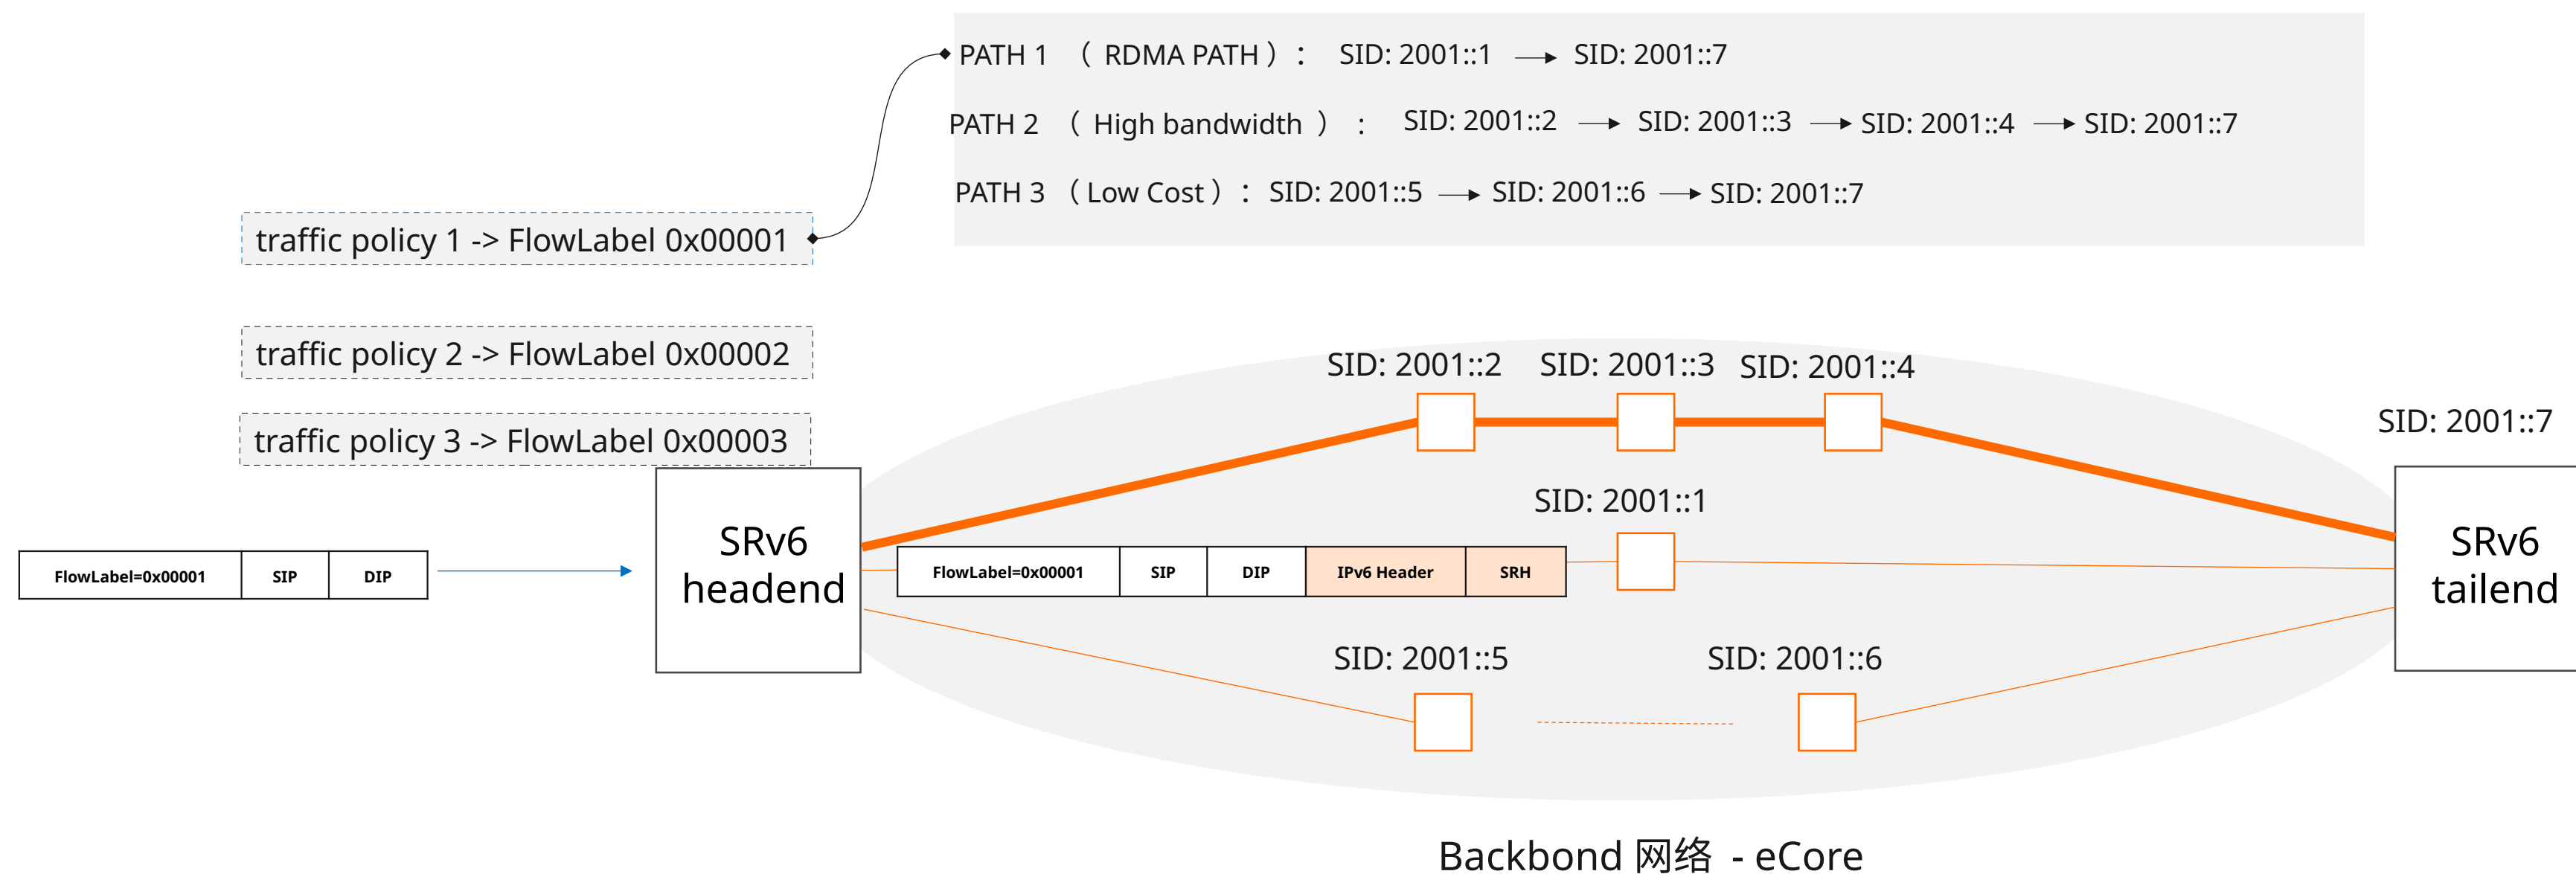 PATH 1 （ RDMA PATH ）： SID: 2001::1 SID: 2001::7
PATH 2 （ High bandwidth ） : SID: 2001::2 SID: 2001::3 SID: 2001::4 SID: 2001::7
PATH 3 （ Low Cost ）： SID: 2001::5 SID: 2001::6 SID: 2001::7
traffic policy 1 -> FlowLabel 0x00001
traffic policy 2 -> FlowLabel 0x00002
traffic policy 3 -> FlowLabel 0x00003
SID: 2001::2 SID: 2001::3 SID: 2001::4
SID: 2001::7
SID: 2001::1
SRv6
headend
SRv6
tailend
FlowLabel=0x00001 SIP DIP
FlowLabel=0x00001 SIP DIP IPv6 Header SRH
SID: 2001::5 SID: 2001::6
Backbond 网络 - eCore